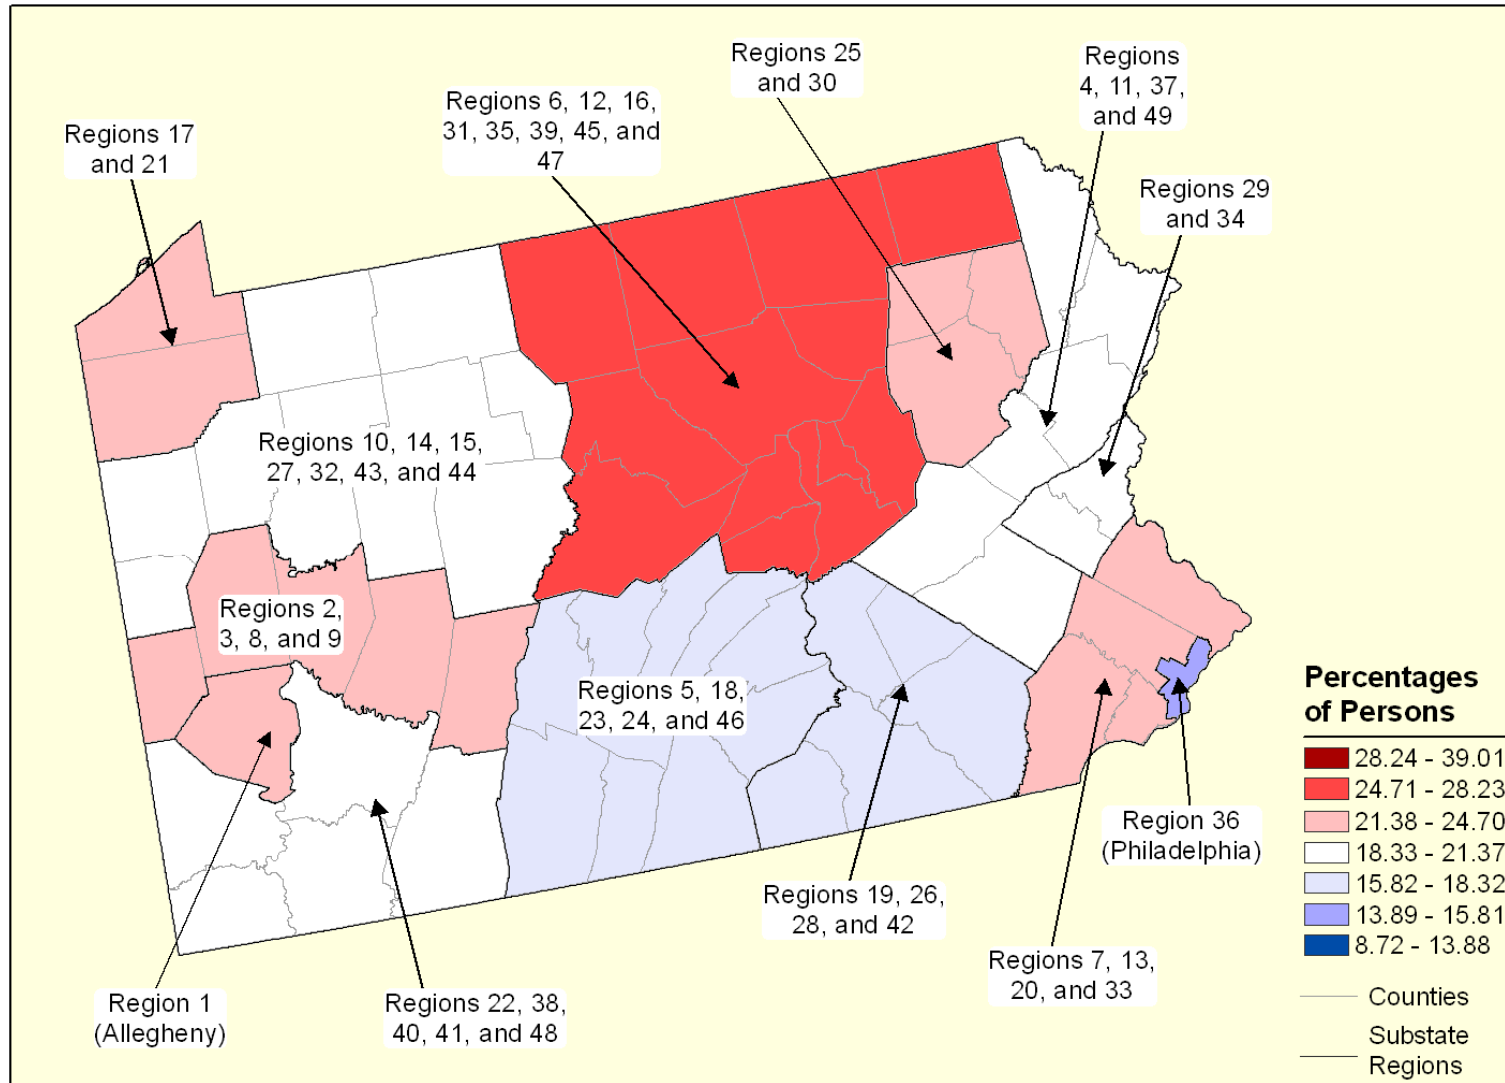 Regions 25
and 30
Regions
4, 11, 37,
and 49
Regions 6, 12, 16,
31, 35, 39, 45, and
47
Regions 17
and 21
Regions 29
and 34
Regions 10, 14, 15,
27, 32, 43, and 44
Regions 2,
3, 8, and 9
Regions 5, 18,
23, 24, and 46
Percentages
of Persons
28.24 - 39.01
24.71 - 28.23
21.38 - 24.70
18.33 - 21.37
15.82 - 18.32
13.89 - 15.81
8.72 - 13.88
Counties
Substate
Regions
Region 36
(Philadelphia)
Regions 19, 26,
28, and 42
Regions 7, 13,
20, and 33
Region 1
(Allegheny)
Regions 22, 38,
40, 41, and 48